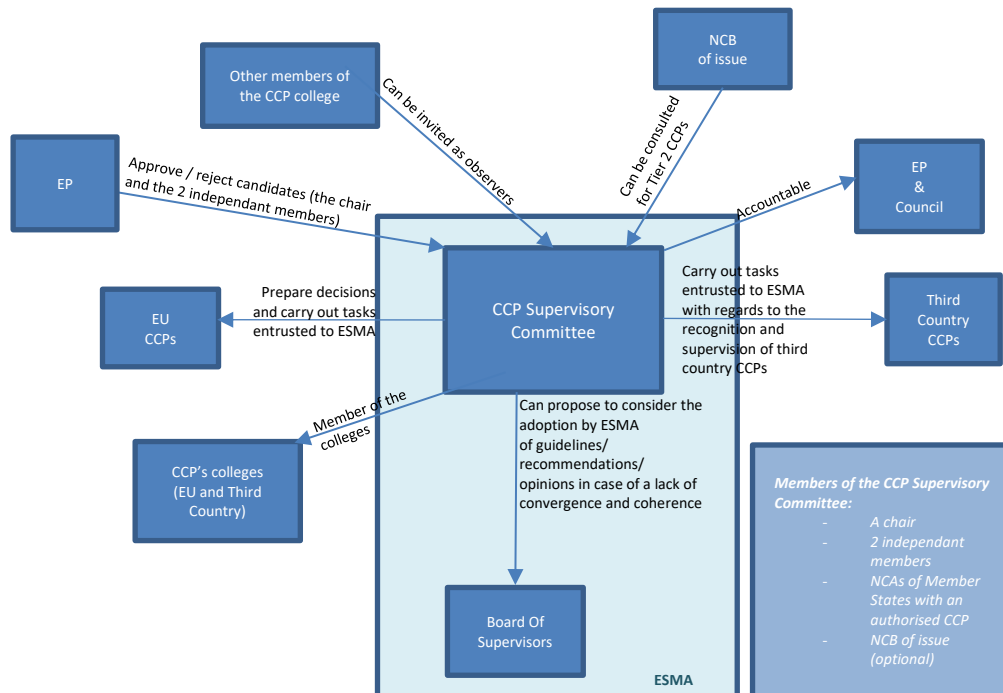 NCB
of issue
Other members of
the CCP college
Can be invited as observers
Can be consulted
for Tier 2 CCPs
EP
Approve / reject candidates (the chair
and the 2 independant members)
Accountable
EP
&
Council
Prepare decisions
and carry out tasks
entrusted to ESMA
EU
CCPs
CCP Supervisory
Committee
Carry out tasks
entrusted to ESMA
with regards to the
recognition and
supervision of third
country CCPs
Third
Country
CCPs
Member of the
colleges
CCP's colleges
(EU and Third
Country)
Can propose to consider the
adoption by ESMA
of guidelines/
recommendations/
opinions in case of a lack of
convergence and coherence
Board Of
Supervisors
ESMA
Members of the CCP Supervisory
Committee:
- A chair
- 2 independant
members
- NCAs of Member
States with an
authorised CCP
- NCB of issue
(optional)